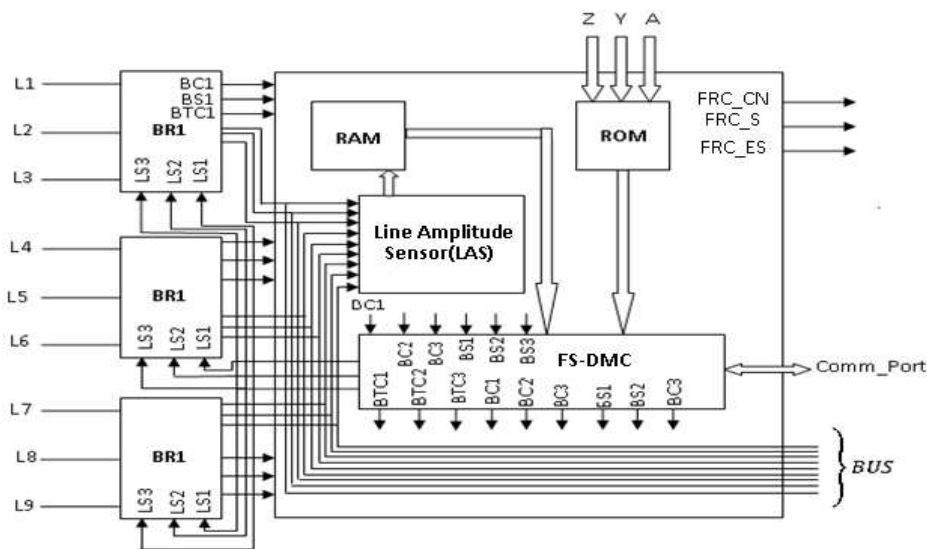 Z Y A
L1
BC1
BS1
BTC1
FRC_CN
FRC_S
FRC_ES
L2
BR1
RAM
ROM
L3
LS3 LS2 LS1
Line Amplitude
Sensor(LAS)
L4
L5
BR1
L6
LS3 LS2 LS1
BC1
BC2 BC3 BS1 BS2 BS3
FS-DMC
Comm_Port
BTC1 BTC2 BTC3 BC1 BC2 BC3 BS1 BS2 BC3
L7
L8
BR1
L9
LS3 LS2 LS1
BUS